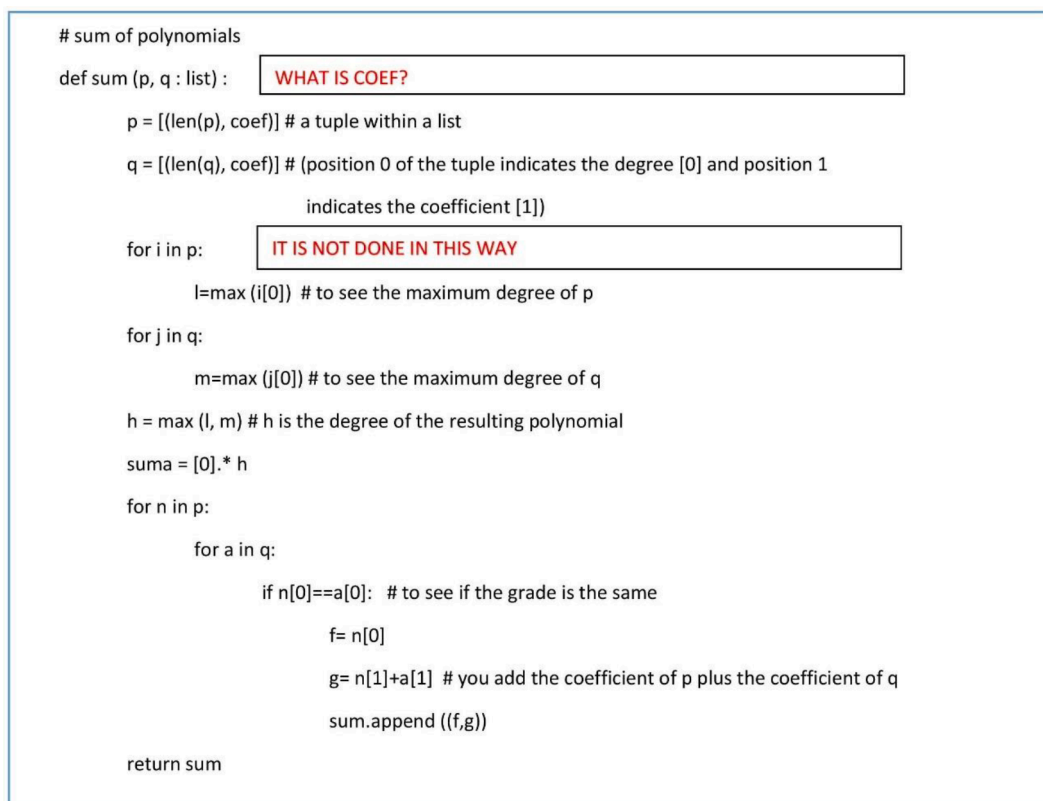 # sum of polynomials
def sum (p, q : list) : WHAT IS COEF?
p = [(len(p), coef)] # a tuple within a list
q = [(len(q), coef)] # (position 0 of the tuple indicates the degree [0] and position 1
indicates the coefficient [1])
for i in p: IT IS NOT DONE IN THIS WAY
l=max (i[0]) # to see the maximum degree of p
for j in q:
m=max (j[0]) # to see the maximum degree of q
h = max (l, m) # h is the degree of the resulting polynomial
suma = [0].* h
for n in p:
for a in q:
if n[0]==a[0]: # to see if the grade is the same
f= n[0]
g= n[1]+a[1] # you add the coefficient of p plus the coefficient of q
sum.append ((f,g))
return sum